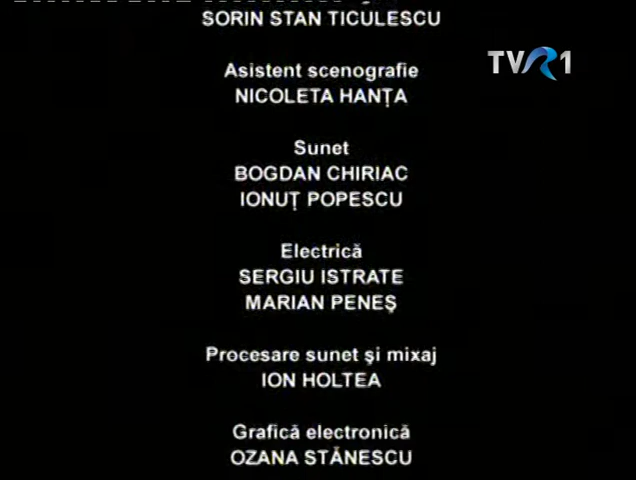 SORIN STAN TICULESCU
TVR1
Asistent scenografie
NICOLETA HANȚA
Sunet
BOGDAN CHIRIAC
IONUȚ POPESCU
Electrică
SERGIU ISTRATE
MARIAN PENEȘ
Procesare sunet şi mixaj
ION HOLTEA
Grafică electronică
OZANA STĂNESCU